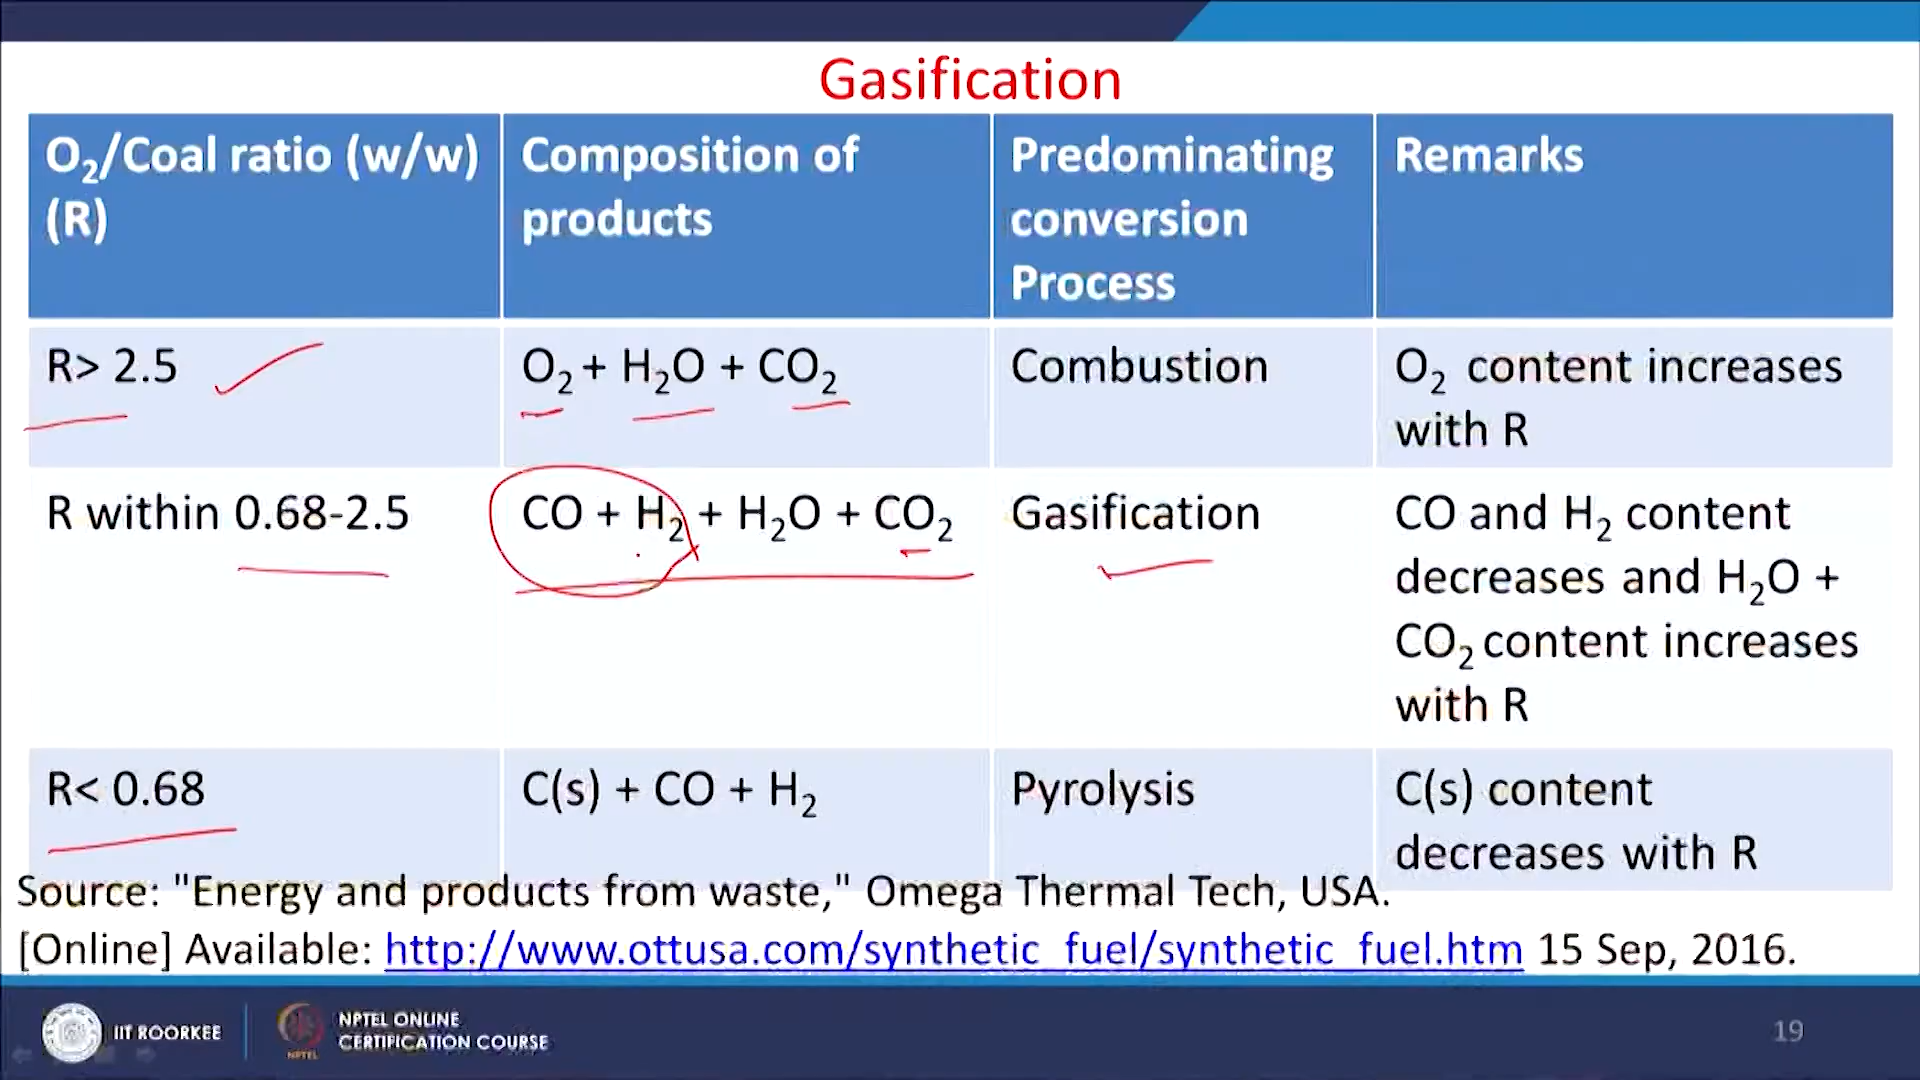 Gasification
O₂/Coal ratio (w/w)
(R)
Composition of
products
Predominating
conversion
Process
Remarks
R> 2.5
O₂ + H₂O + CO₂
Combustion
O₂ content increases
with R
R within 0.68-2.5
CO + H₂ + H₂O + CO₂
Gasification
CO and H₂ content
decreases and H₂O +
CO₂ content increases
with R
R< 0.68
C(s) + CO + H₂
Pyrolysis
C(s) content
decreases with R
Source: "Energy and products from waste," Omega Thermal Tech, USA.
[Online] Available: http://www.ottusa.com/synthetic_fuel/synthetic_fuel.htm 15 Sep, 2016.
IIT ROORKEE
NPTEL
NPTEL ONLINE
CERTIFICATION COURSE
19